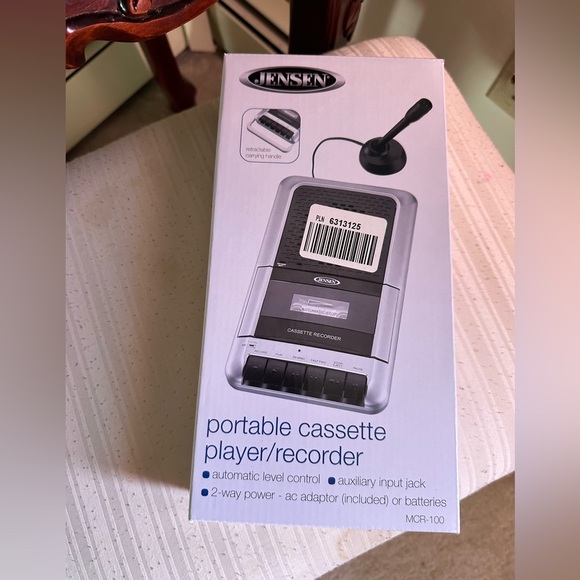 JENSEN®
retractable
carrying handle
PLN 6313125
JENSEN
CASSETTE RECORDER
portable cassette
player/recorder
automatic level control auxiliary input jack
2-way power - ac adaptor (included) or batteries
MCR-100